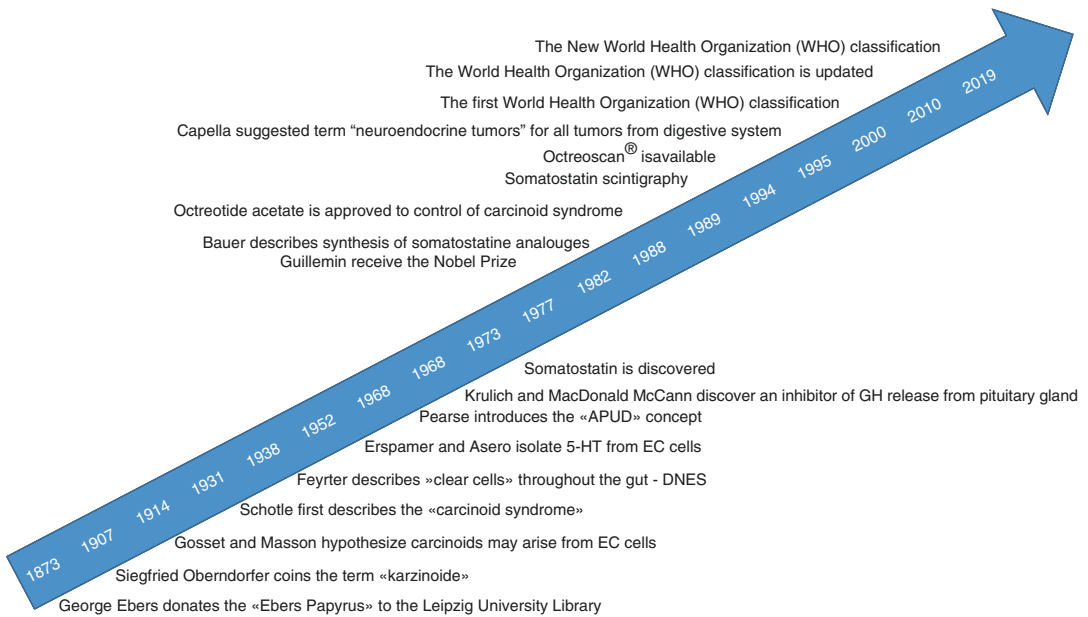 The New World Health Organization (WHO) classification
The World Health Organization (WHO) classification is updated
The first World Health Organization (WHO) classification
Capella suggested term “neuroendocrine tumors” for all tumors from digestive system
Octreoscan® isavailable
Somatostatin scintigraphy
Octreotide acetate is approved to control of carcinoid syndrome
Bauer describes synthesis of somatostatine analouges
Guillemin receive the Nobel Prize
2019
2010
2000
1995
1994
1989
1988
1982
1977
1973
1968
1968
1952
1938
1931
1914
1907
1873
Somatostatin is discovered
Krulich and MacDonald McCann discover an inhibitor of GH release from pituitary gland
Pearse introduces the «APUD» concept
Erspamer and Asero isolate 5-HT from EC cells
Feyrter describes »clear cells» throughout the gut - DNES
Schotle first describes the «carcinoid syndrome»
Gosset and Masson hypothesize carcinoids may arise from EC cells
Siegfried Oberndorfer coins the term «karzinoide»
George Ebers donates the «Ebers Papyrus» to the Leipzig University Library